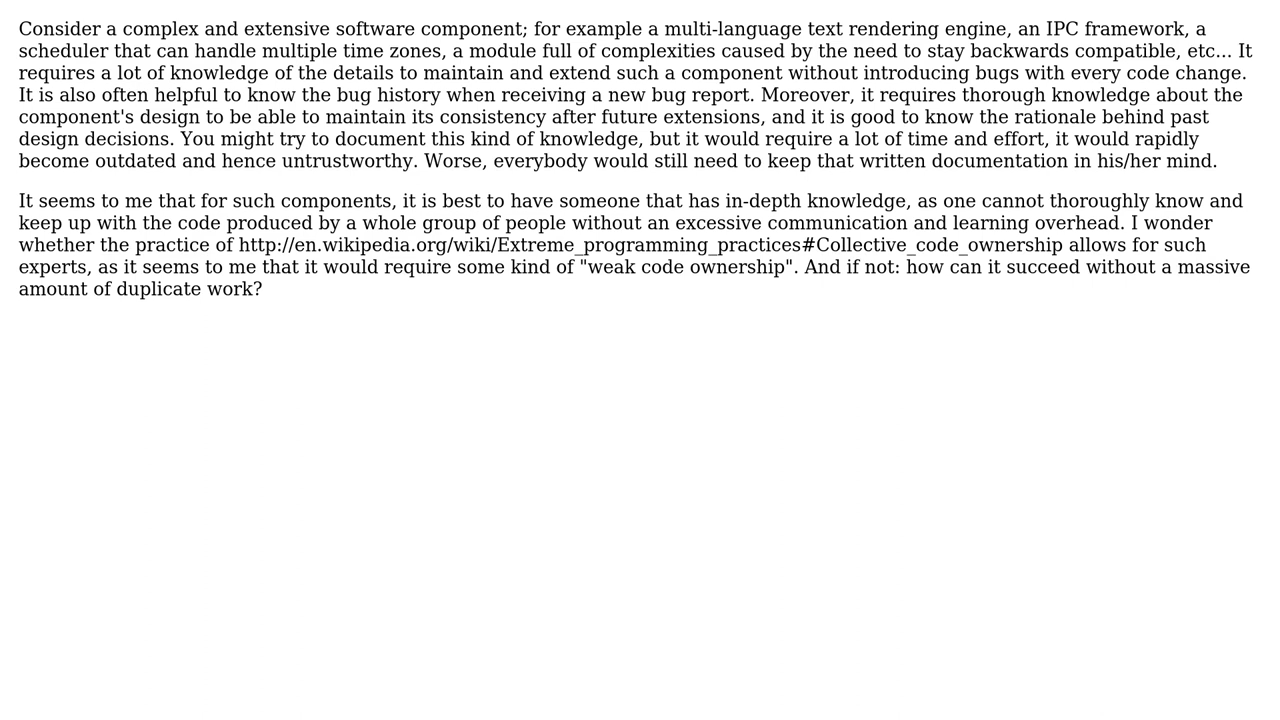 Consider a complex and extensive software component; for example a multi-language text rendering engine, an IPC framework, a
scheduler that can handle multiple time zones, a module full of complexities caused by the need to stay backwards compatible, etc... It
requires a lot of knowledge of the details to maintain and extend such a component without introducing bugs with every code change.
It is also often helpful to know the bug history when receiving a new bug report. Moreover, it requires thorough knowledge about the
component's design to be able to maintain its consistency after future extensions, and it is good to know the rationale behind past
design decisions. You might try to document this kind of knowledge, but it would require a lot of time and effort, it would rapidly
become outdated and hence untrustworthy. Worse, everybody would still need to keep that written documentation in his/her mind.
It seems to me that for such components, it is best to have someone that has in-depth knowledge, as one cannot thoroughly know and
keep up with the code produced by a whole group of people without an excessive communication and learning overhead. I wonder
whether the practice of http://en.wikipedia.org/wiki/Extreme_programming_practices#Collective_code_ownership allows for such
experts, as it seems to me that it would require some kind of "weak code ownership". And if not: how can it succeed without a massive
amount of duplicate work?